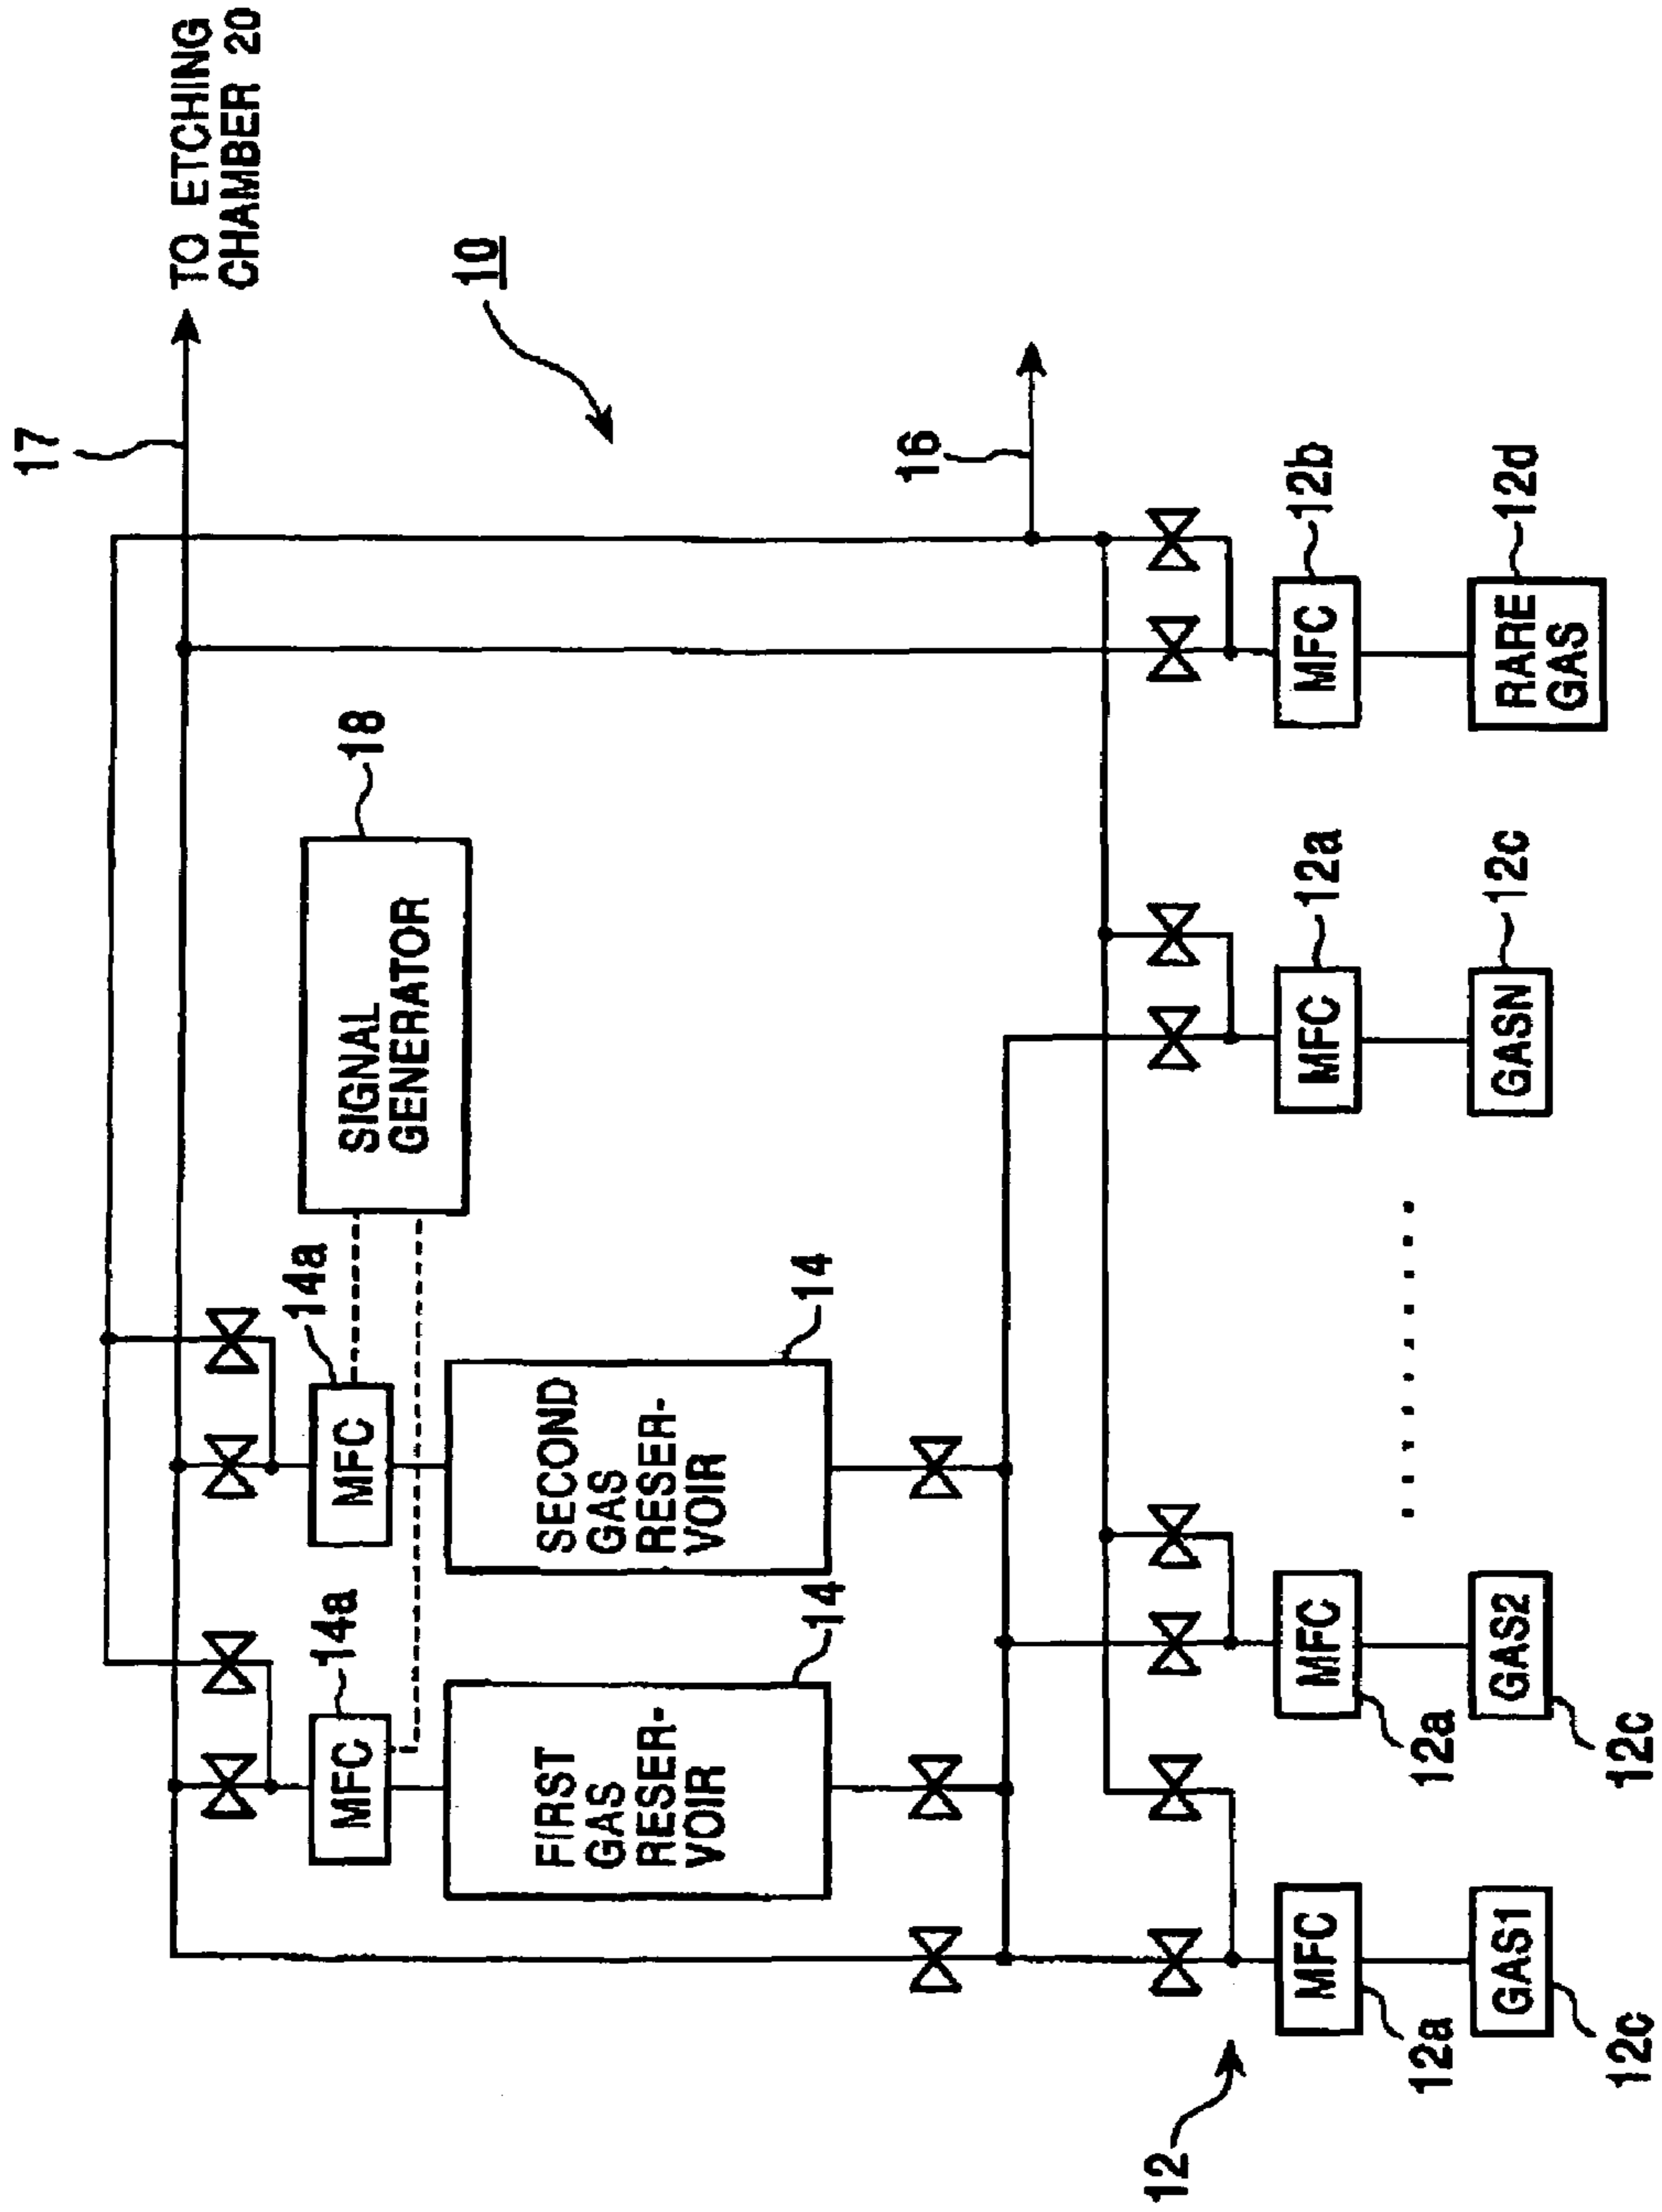 17
TO ETCHING
CHAMBER 20
10
18
SIGNAL
GENERATOR
14a
MFC
14a
MFC
14
SECOND
GAS
RESER-
VOIR
14
FIRST
GAS
RESER-
VOIR
16
12
MFC
12a
GAS1
12c
MFC
12a
GAS2
12c
MFC
12a
GASN
12c
MFC
12b
RARE
GAS
12d